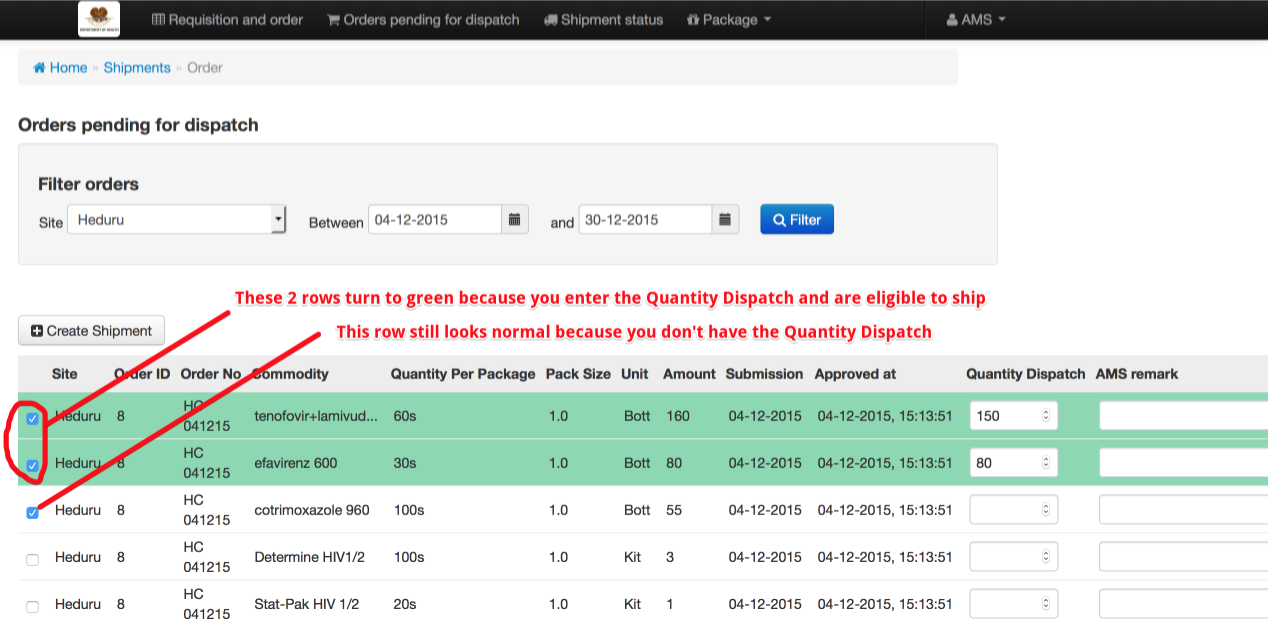 DEPARTMENT OF HEALTH
Requisition and order Orders pending for dispatch Shipment status Package AMS
Home » Shipments » Order
Orders pending for dispatch
Filter orders
Site Heduru Between 04-12-2015 and 30-12-2015 Filter
These 2 rows turn to green because you enter the Quantity Dispatch and are eligible to ship
Create Shipment
This row still looks normal because you don't have the Quantity Dispatch
Site Order ID Order No Commodity Quantity Per Package Pack Size Unit Amount Submission Approved at Quantity Dispatch AMS remark
Heduru 8 HC 041215 tenofovir+lamivud... 60s 1.0 Bott 160 04-12-2015 04-12-2015, 15:13:51 150
Heduru 8 HC 041215 efavirenz 600 30s 1.0 Bott 80 04-12-2015 04-12-2015, 15:13:51 80
Heduru 8 HC 041215 cotrimoxazole 960 100s 1.0 Bott 55 04-12-2015 04-12-2015, 15:13:51
Heduru 8 HC 041215 Determine HIV1/2 100s 1.0 Kit 3 04-12-2015 04-12-2015, 15:13:51
Heduru 8 HC 041215 Stat-Pak HIV 1/2 20s 1.0 Kit 1 04-12-2015 04-12-2015, 15:13:51